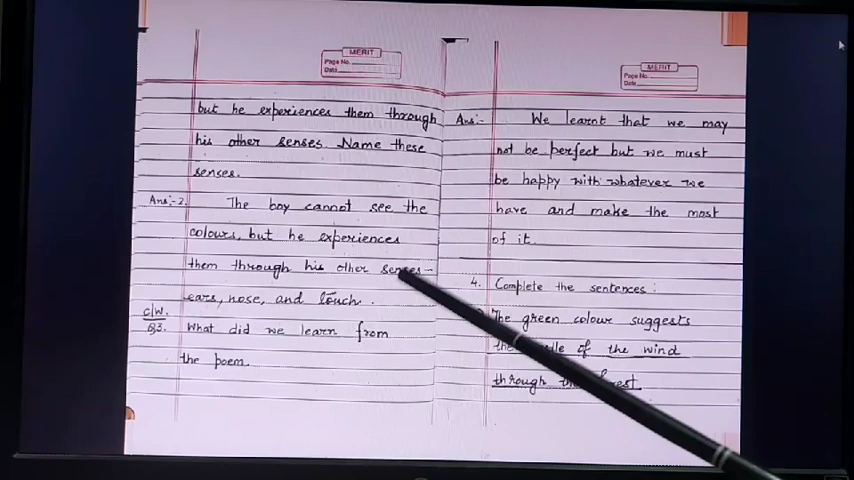 MERIT
Page No.
Date
but he experiences them through
his other senses Name these
senses.
Ans:-2. The boy cannot see the
colours, but he experiences
them through his other senses-
ears, nose, and touch.
C/W.
Q3. What did we learn from
the poem.
MERIT
Page No.
Date
Ans:- We learnt that we may
not be perfect but we must
be happy with whatever we
have and make the most
of it.
4. Complete the sentences:
The green colour suggests
of the wind
through